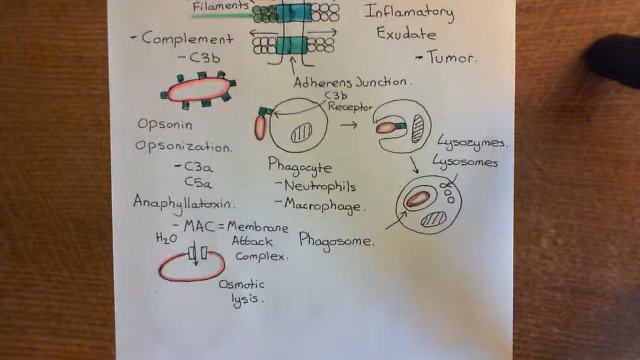 Filaments
- Complement
- C3b
Opsonin
Opsonization.
- C3a
C5a
Anaphyllatoxin.
- MAC = Membrane
Attack
Complex.
H2O
Osmotic
lysis.
Inflamatory
Exudate
- Tumor.
Adherens Junction.
C3b
Receptor
Phagocyte
- Neutrophils
- Macrophage.
Lysozymes.
Lysosomes
Phagosome.